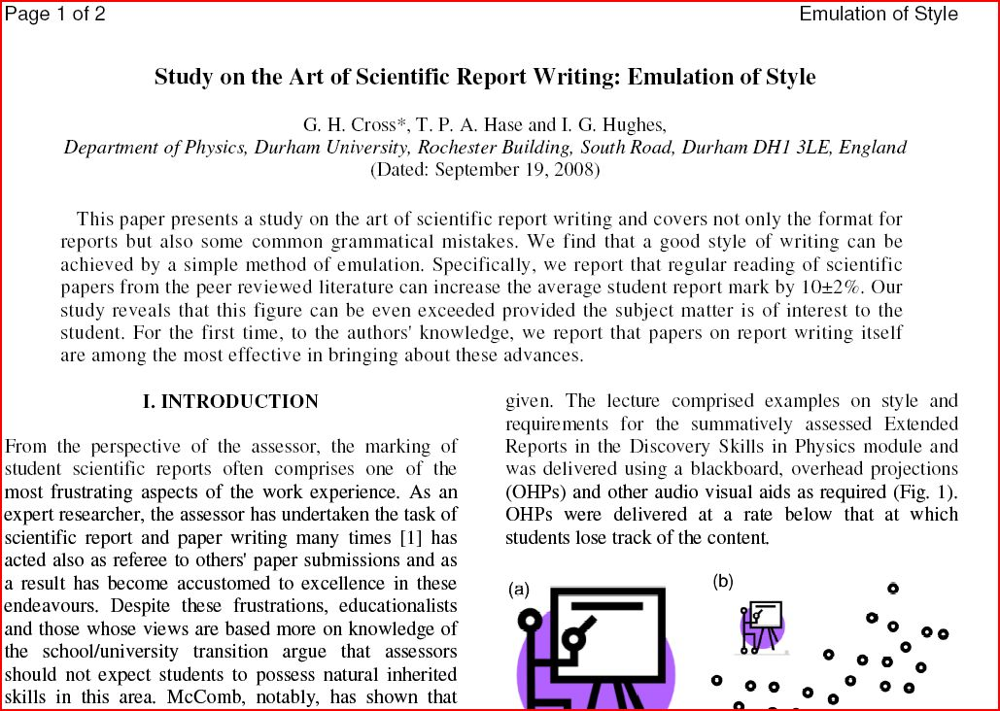 Page 1 of 2
Emulation of Style
Study on the Art of Scientific Report Writing: Emulation of Style
G. H. Cross*, T. P. A. Hase and I. G. Hughes,
Department of Physics, Durham University, Rochester Building, South Road, Durham DH1 3LE, England
(Dated: September 19, 2008)
This paper presents a study on the art of scientific report writing and covers not only the format for
reports but also some common grammatical mistakes. We find that a good style of writing can be
achieved by a simple method of emulation. Specifically, we report that regular reading of scientific
papers from the peer reviewed literature can increase the average student report mark by 10±2%. Our
study reveals that this figure can be even exceeded provided the subject matter is of interest to the
student. For the first time, to the authors' knowledge, we report that papers on report writing itself
are among the most effective in bringing about these advances.
I. INTRODUCTION
From the perspective of the assessor, the marking of
student scientific reports often comprises one of the
most frustrating aspects of the work experience. As an
expert researcher, the assessor has undertaken the task of
scientific report and paper writing many times [1] has
acted also as referee to others' paper submissions and as
a result has become accustomed to excellence in these
endeavours. Despite these frustrations, educationalists
and those whose views are based more on knowledge of
the school/university transition argue that assessors
should not expect students to possess natural inherited
skills in this area. McComb, notably, has shown that
given. The lecture comprised examples on style and
requirements for the summatively assessed Extended
Reports in the Discovery Skills in Physics module and
was delivered using a blackboard, overhead projections
(OHPs) and other audio visual aids as required (Fig. 1).
OHPs were delivered at a rate below that at which
students lose track of the content.
(a)
(b)